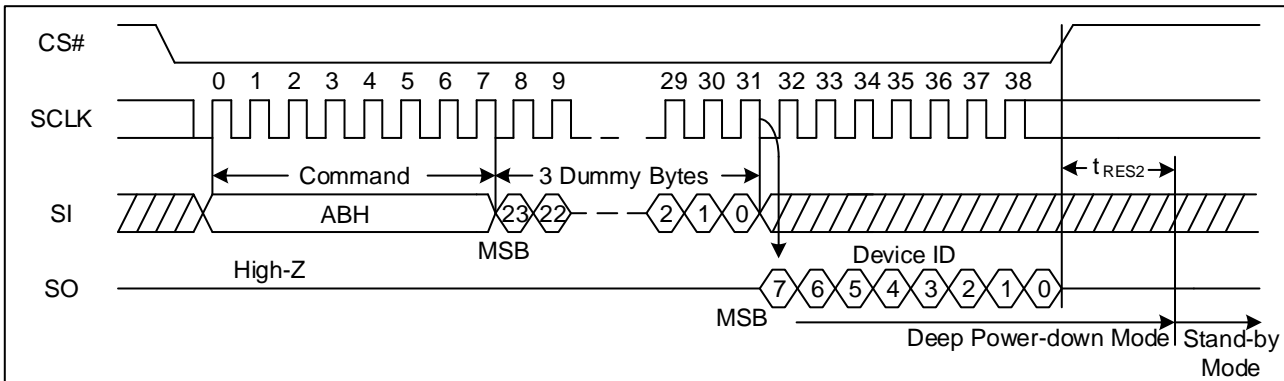 CS#
0 1 2 3 4 5 6 7 8 9 29 30 31 32 33 34 35 36 37 38
SCLK
Command 3 Dummy Bytes tRES2
SI ABH 23 22 2 1 0
MSB
High-Z Device ID
SO 7 6 5 4 3 2 1 0
MSB
Deep Power-down Mode Stand-by
Mode